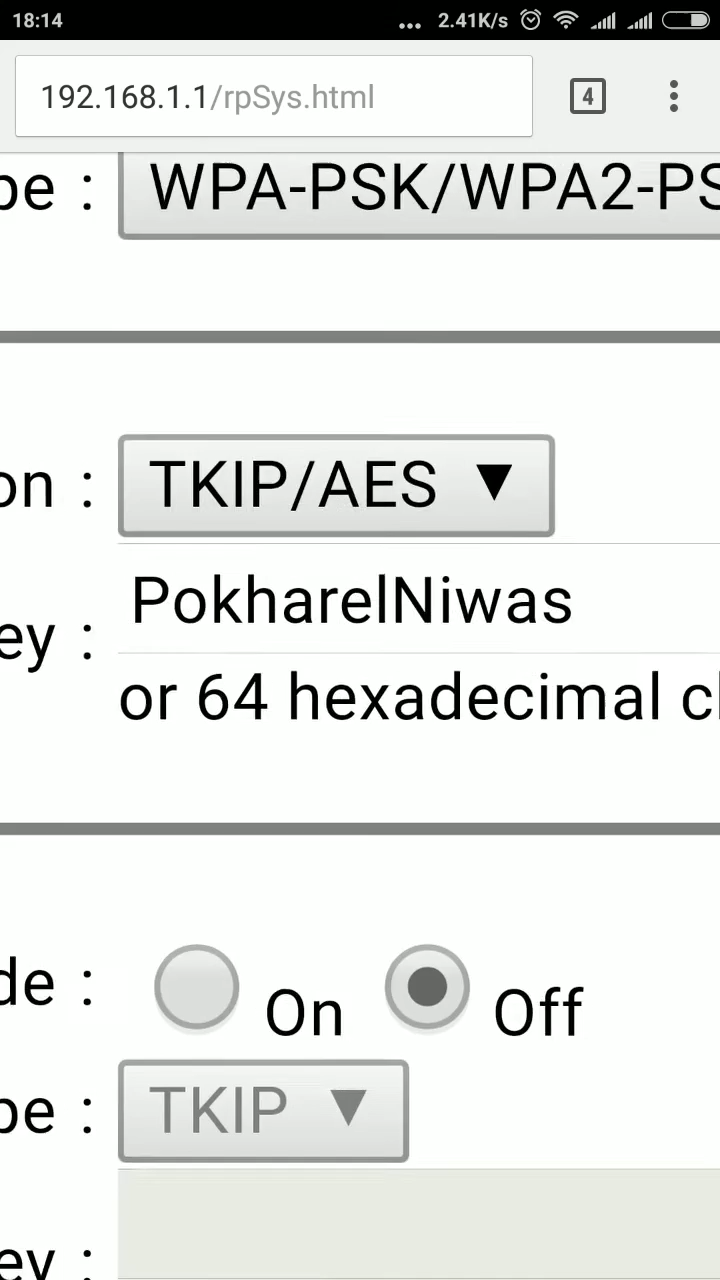 18:14 ... 2.41K/s
192.168.1.1/rpSys.html 4
pe : WPA-PSK/WPA2-PS
on : TKIP/AES
PokharelNiwas
ey :
or 64 hexadecimal c
de : On Off
pe : TKIP
ey :